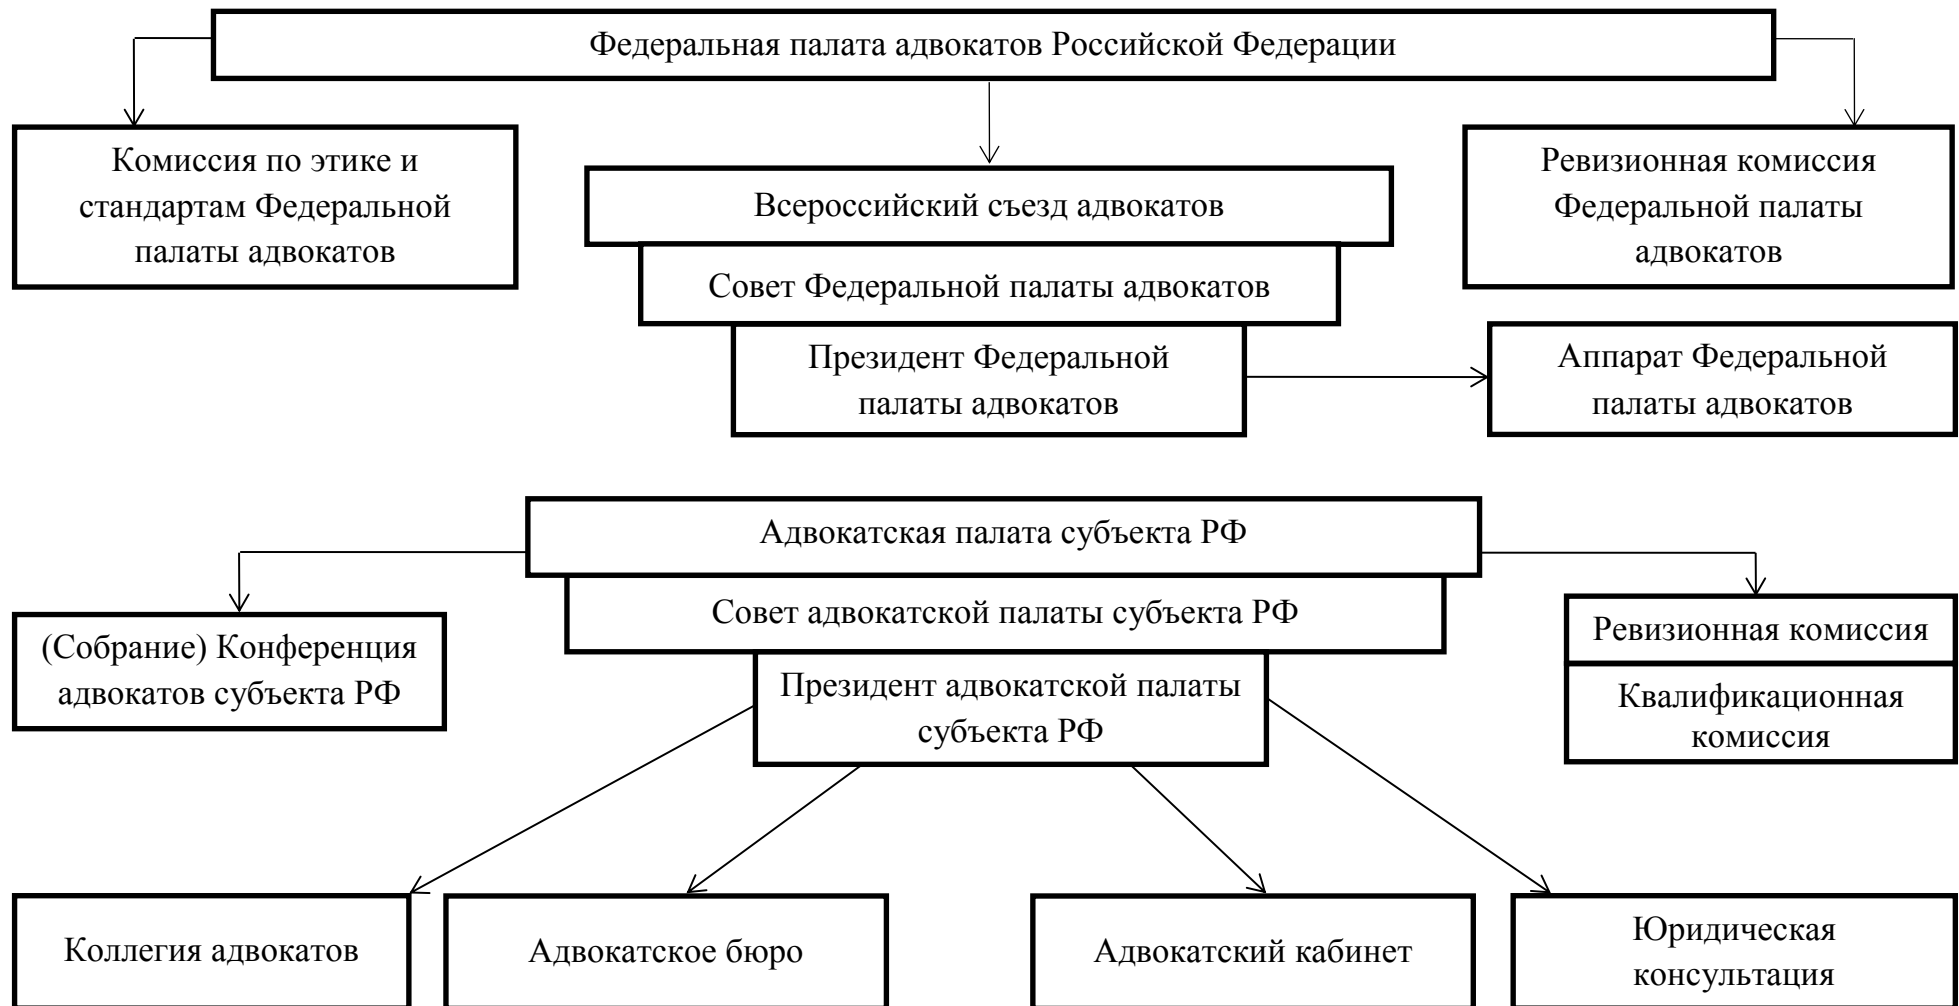 Федеральная палата адвокатов Российской Федерации
Комиссия по этике и
стандартам Федеральной
палаты адвокатов
Всероссийский съезд адвокатов
Ревизионная комиссия
Федеральной палаты
адвокатов
Совет Федеральной палаты адвокатов
Президент Федеральной
палаты адвокатов
Аппарат Федеральной
палаты адвокатов
Адвокатская палата субъекта РФ
Совет адвокатской палаты субъекта РФ
(Собрание) Конференция
адвокатов субъекта РФ
Президент адвокатской палаты
субъекта РФ
Ревизионная комиссия
Квалификационная
комиссия
Коллегия адвокатов
Адвокатское бюро
Адвокатский кабинет
Юридическая
консультация